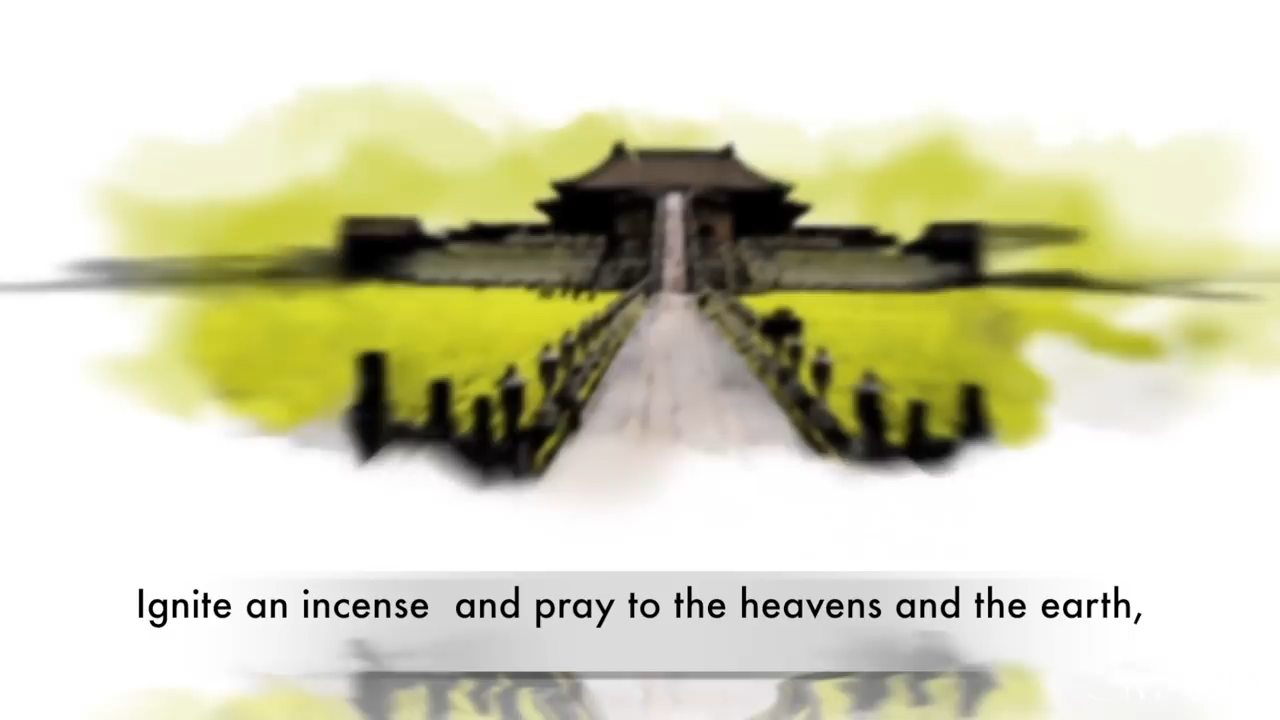 Ignite an incense  and pray to the heavens and the earth,